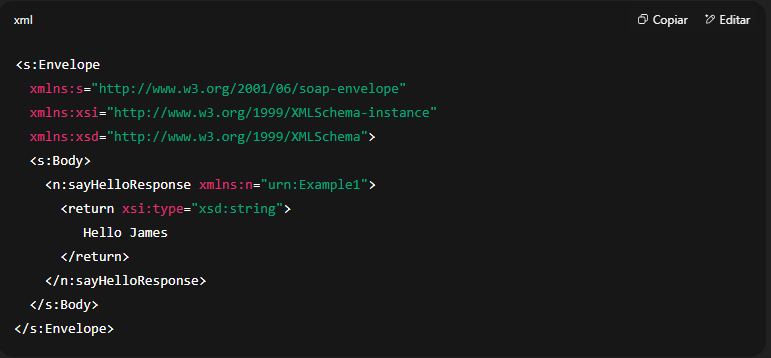 xml
Copiar
Editar
<s:Envelope
xmlns:s="http://www.w3.org/2001/06/soap-envelope"
xmlns:xsi="http://www.w3.org/1999/XMLSchema-instance"
xmlns:xsd="http://www.w3.org/1999/XMLSchema">
<s:Body>
<n:sayHelloResponse xmlns:n="urn:Example1">
<return xsi:type="xsd:string">
Hello James
</return>
</n:sayHelloResponse>
</s:Body>
</s:Envelope>